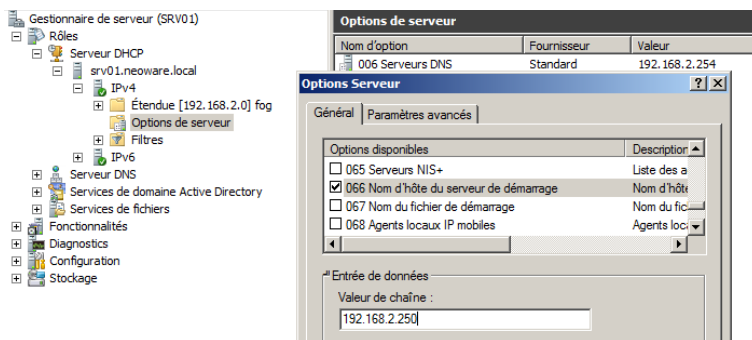 Gestionnaire de serveur (SRV01)
Rôles
Serveur DHCP
srv01.neoware.local
IPv4
Étendue [192.168.2.0] fog
Options de serveur
Filtres
IPv6
Serveur DNS
Services de domaine Active Directory
Services de fichiers
Fonctionnalités
Diagnostics
Configuration
Stockage
Options de serveur
Nom d'option Fournisseur Valeur
006 Serveurs DNS Standard 192.168.2.254
Options Serveur
Général Paramètres avancés
Options disponibles Description
065 Serveurs NIS+ Liste des a
066 Nom d'hôte du serveur de démarrage Nom d'hôte
067 Nom du fichier de démarrage Nom du fic
068 Agents locaux IP mobiles Agents loca
Entrée de données
Valeur de chaîne :
192.168.2.250